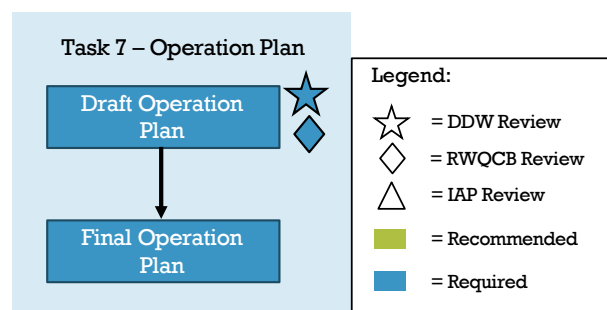 Task 7 – Operation Plan
Draft Operation
Plan
Final Operation
Plan
Legend:
= DDW Review
= RWQCB Review
= IAP Review
= Recommended
= Required